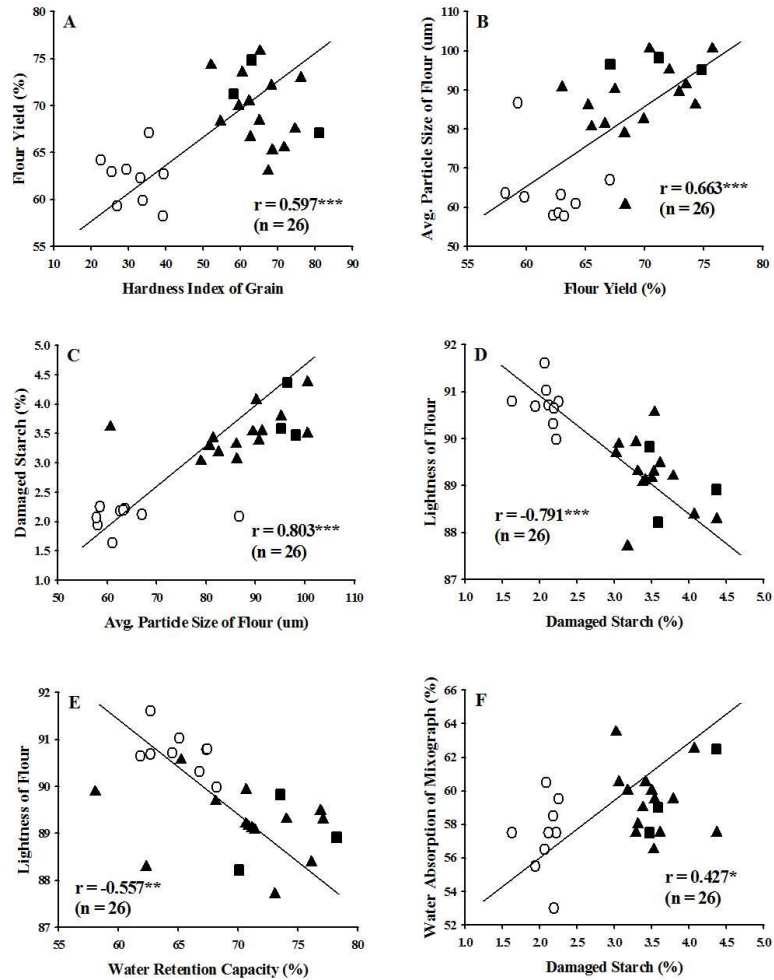 A
Flour Yield (%)
80
75
70
65
60
55
r = 0.597***
(n = 26)
10 20 30 40 50 60 70 80 90
Hardness Index of Grain
B
Avg. Particle Size of Flour (um)
110
100
90
80
70
60
50
r = 0.663***
(n = 26)
55 60 65 70 75 80
Flour Yield (%)
C
Damaged Starch (%)
5.0
4.5
4.0
3.5
3.0
2.5
2.0
1.5
1.0
r = 0.803***
(n = 26)
50 60 70 80 90 100 110
Avg. Particle Size of Flour (um)
D
Lightness of Flour
92
91
90
89
88
87
r = -0.791***
(n = 26)
1.0 1.5 2.0 2.5 3.0 3.5 4.0 4.5 5.0
Damaged Starch (%)
E
Lightness of Flour
92
91
90
89
88
87
r = -0.557**
(n = 26)
55 60 65 70 75 80
Water Retention Capacity (%)
F
Water Absorption of Mixograph (%)
66
64
62
60
58
56
54
52
r = 0.427*
(n = 26)
1.0 1.5 2.0 2.5 3.0 3.5 4.0 4.5 5.0
Damaged Starch (%)